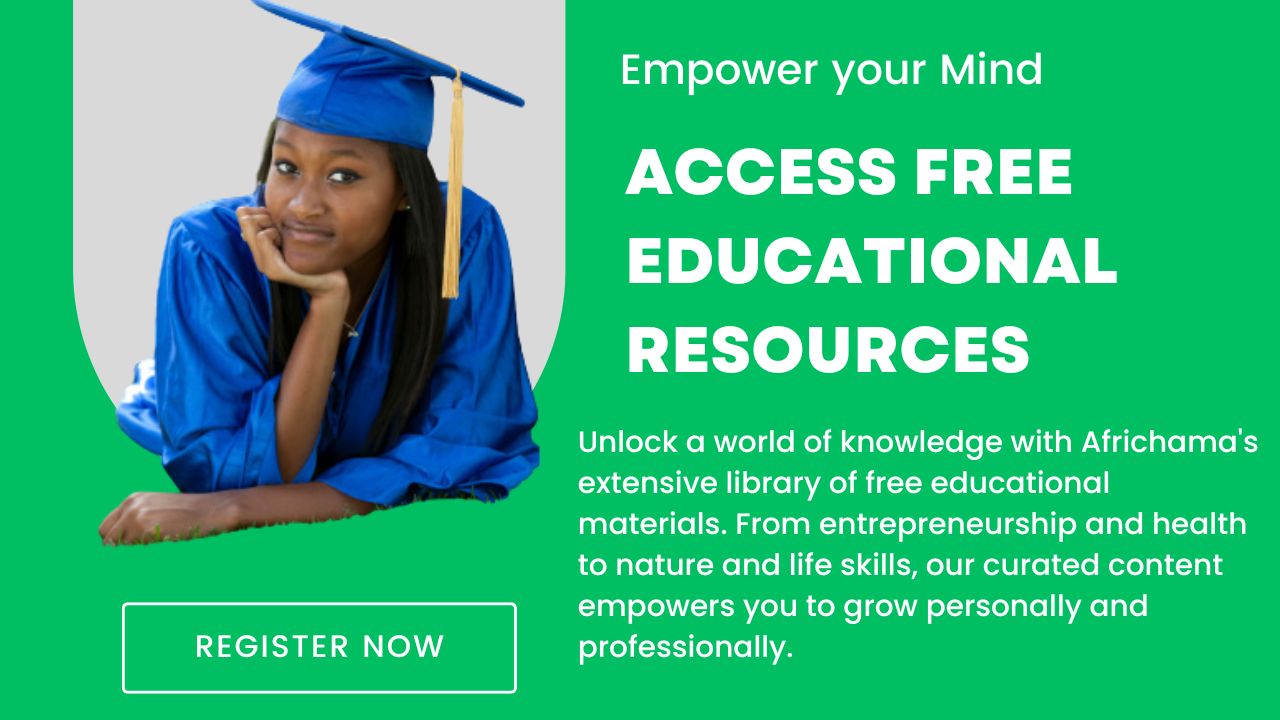 Empower your Mind
ACCESS FREE
EDUCATIONAL
RESOURCES
Unlock a world of knowledge with Africhama's
extensive library of free educational
materials. From entrepreneurship and health
to nature and life skills, our curated content
empowers you to grow personally and
professionally.
REGISTER NOW